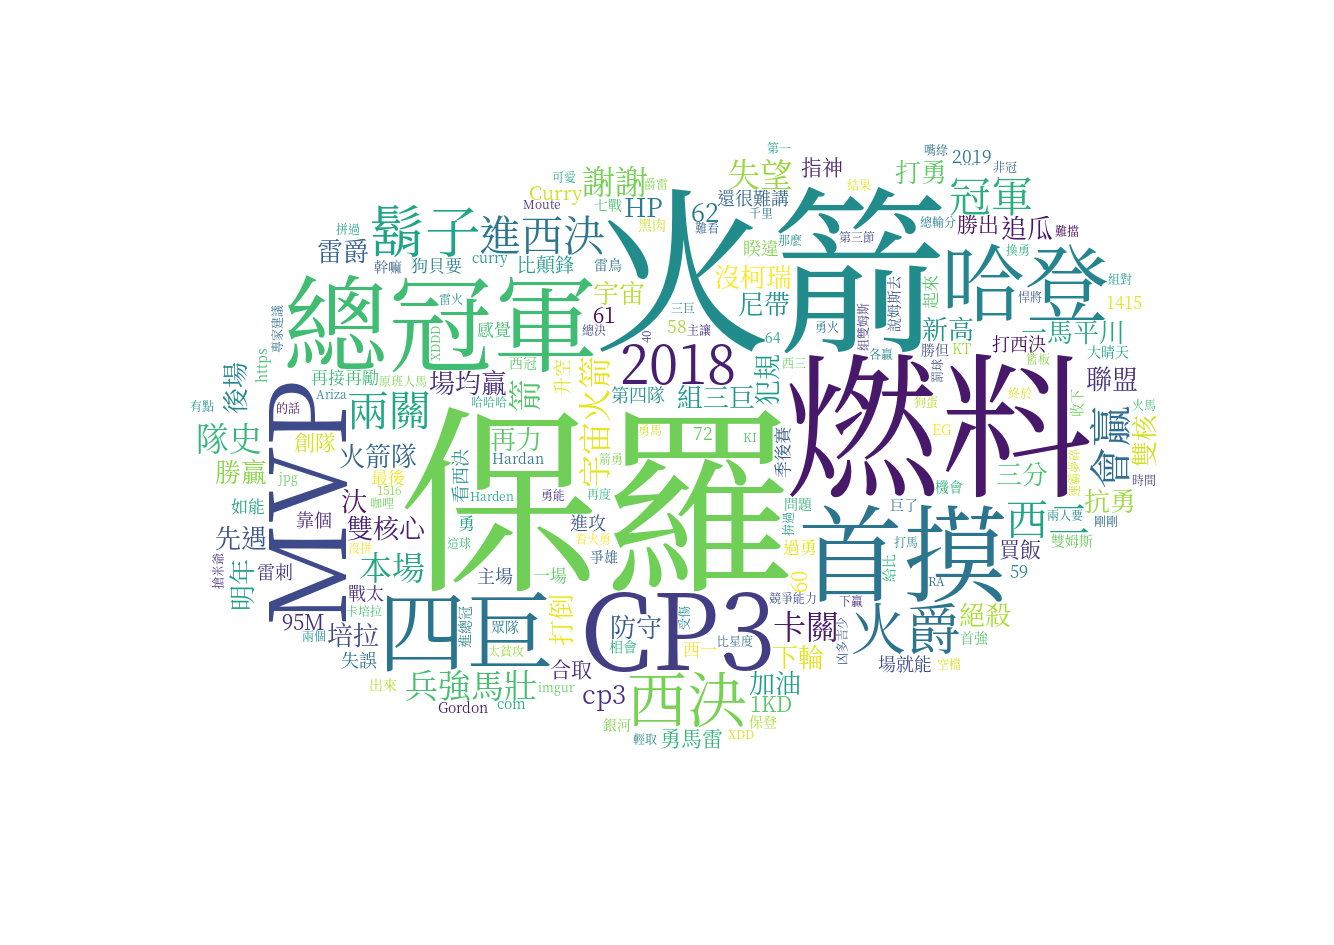 第一
嘴綠
2019
非冠
可愛
謝謝
爵雷
失望
指神
結果
打勇
冠軍
Curry
Moute
七戰
HP
62
還很難講
千里
拼過
鬍子
進西決
黑肉
難看
睽違
那麼
第三節
總輸分
勝出
追瓜
難擋
雷爵
幹嘛
狗貝要
curry
比顛鋒
雷鳥
火箭
沒柯瑞
換勇
哈登
組對
悍將
1415
總冠軍
雷火
宇宙
三巨
尼帶
說姆斯去
起來
專家建議
XDDD
感覺
61
總決
40
58
主讓
64
勇火
組雙姆斯
新高
一馬平川
https
後場
再接再勵
原班人馬
場均贏
西冠
箭
升空
宇宙火箭
2018
第四隊
組三巨
犯規
西三
各贏
勝但
KT
罰球
籃板
打西決
大晴天
聯盟
有點
的話
Ariza
兩關
哈哈哈
狗蛋
終於
收下
火馬
隊史
創隊
火箭隊
MVP
再力
Hardan
勇馬
72
KI
季後賽
燃料
EG
曾贏
雙核
勝贏
jpg
最後
1516
咖哩
看西決
Harden
箭勇
勇能
再度
保羅
問題
機會
三分
時間
如能
靠個
汰
雙核心
勇
進攻
拚過
巨了
首摸
西二
兩人要
抗勇
剛剛
先遇
沒拼
這球
看火勇
爭雄
過勇
打馬
買飯
雙姆斯
搶米爺
明年
雷刺
本場
主場
一場
60
給比
RA
59
戰太
卡培拉
四巨
進總冠
眾隊
打倒
CP3
受傷
競爭能力
下贏
95M
兩個
培拉
太貧攻
防守
相會
西一
比星度
卡關
凶多吉少
火爵
絕殺
首強
失誤
合取
下輪
場就能
空檔
出來
兵強馬壯
imgur
cp3
西決
加油
1KD
Gordon
com
銀河
保登
輕取
勇馬雷
XDD